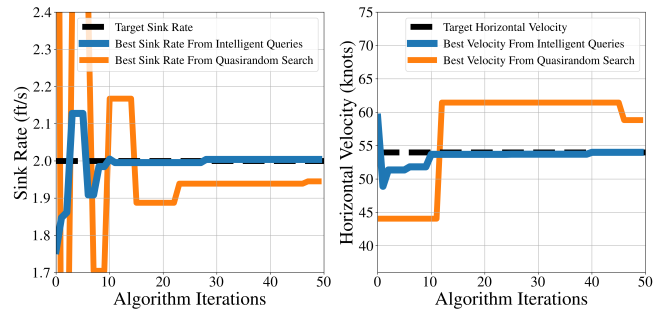 2.4
2.3
2.2
2.1
2.0
1.9
1.8
1.7
Sink Rate (ft/s)
Target Sink Rate
Best Sink Rate From Intelligent Queries
Best Sink Rate From Quasirandom Search
0 10 20 30 40 50
Algorithm Iterations
75
70
65
60
54
50
45
40
Horizontal Velocity (knots)
Target Horizontal Velocity
Best Velocity From Intelligent Queries
Best Velocity From Quasirandom Search
0 10 20 30 40 50
Algorithm Iterations